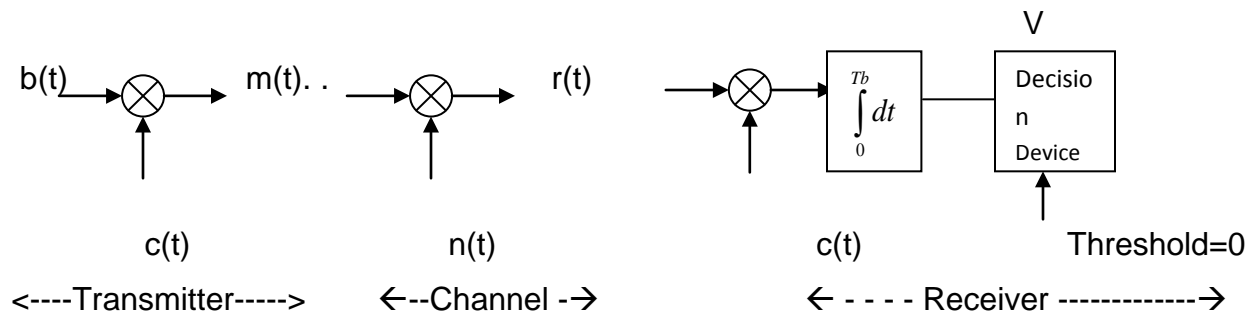 V
b(t) m(t). . r(t)
Tb
∫ dt
0
Decisio
n
Device
c(t) n(t) c(t) Threshold=0
<----Transmitter-----> ←--Channel -→ ← - - - - Receiver ------------→